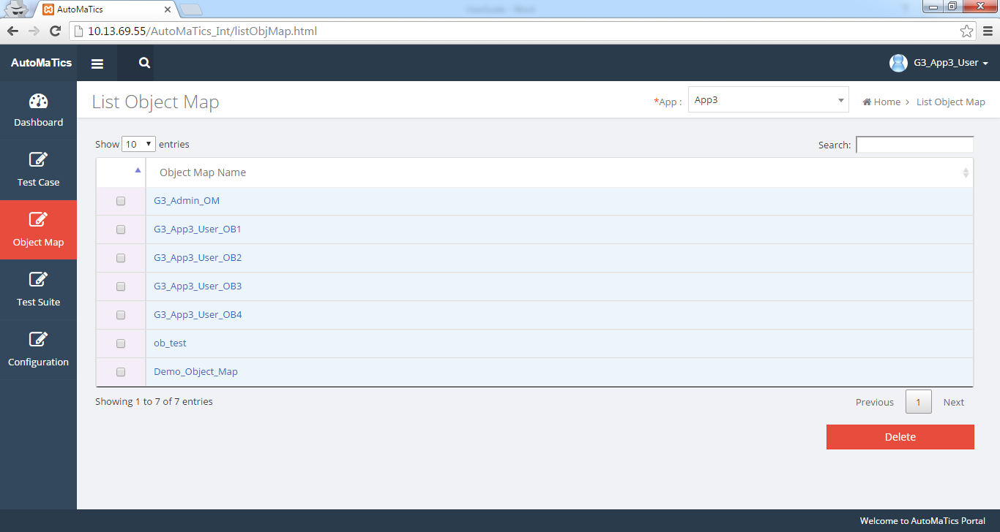 AutoMaTics
10.13.69.55/AutoMaTics_Int/listObjMap.html
AutoMaTics
G3_App3_User
Dashboard
Test Case
Object Map
Test Suite
Configuration
List Object Map
*App : App3
Home > List Object Map
Show 10 entries
Search:
Object Map Name
G3_Admin_OM
G3_App3_User_OB1
G3_App3_User_OB2
G3_App3_User_OB3
G3_App3_User_OB4
ob_test
Demo_Object_Map
Showing 1 to 7 of 7 entries
Previous 1 Next
Delete
Welcome to AutoMaTics Portal